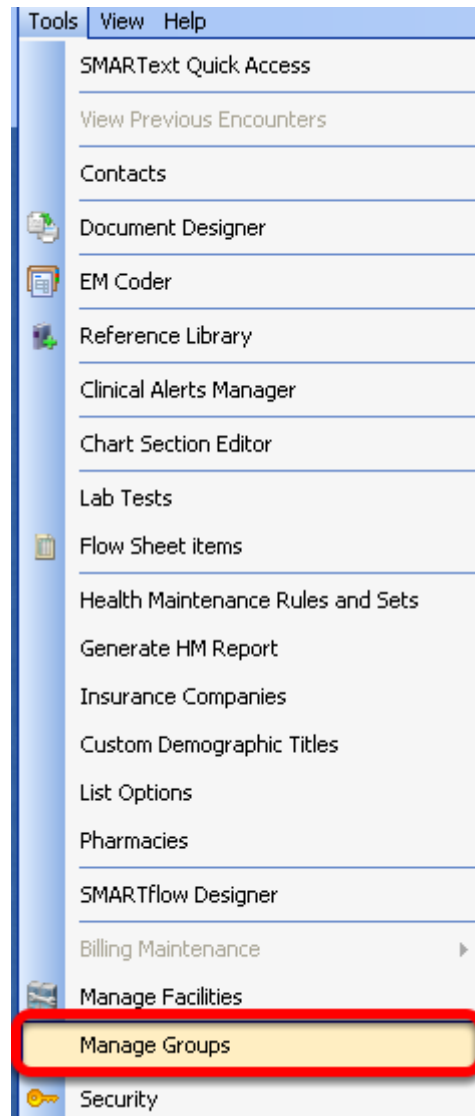 Tools View Help
SMARText Quick Access
View Previous Encounters
Contacts
Document Designer
EM Coder
Reference Library
Clinical Alerts Manager
Chart Section Editor
Lab Tests
Flow Sheet items
Health Maintenance Rules and Sets
Generate HM Report
Insurance Companies
Custom Demographic Titles
List Options
Pharmacies
SMARTflow Designer
Billing Maintenance
Manage Facilities
Manage Groups
Security